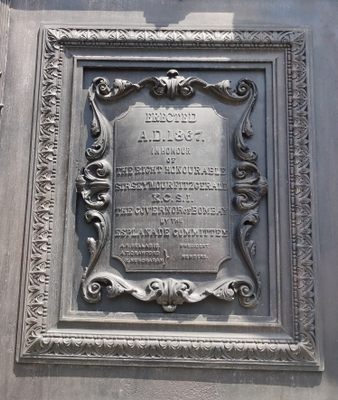 ERECTED
A.D. 1867.
IN HONOUR
OF
THE RIGHT HONOURABLE
SIR SEYMOUR FITZGERALD
K.C.S.I.
THE GOVERNOR OF BOMBAY
BY THE
ESPLANADE COMMITTEE
PRESIDENT
MEMBERS.